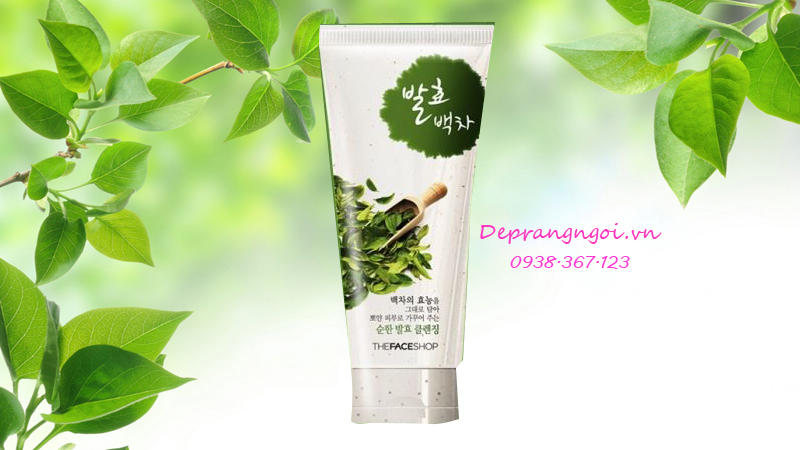 발효
백차
백차의 효능을
그대로 담아
뽀얀 피부로 가꾸어 주는
순한 발효 클렌징
THEFACESHOP
Deprangngoi.vn
0938·367·123